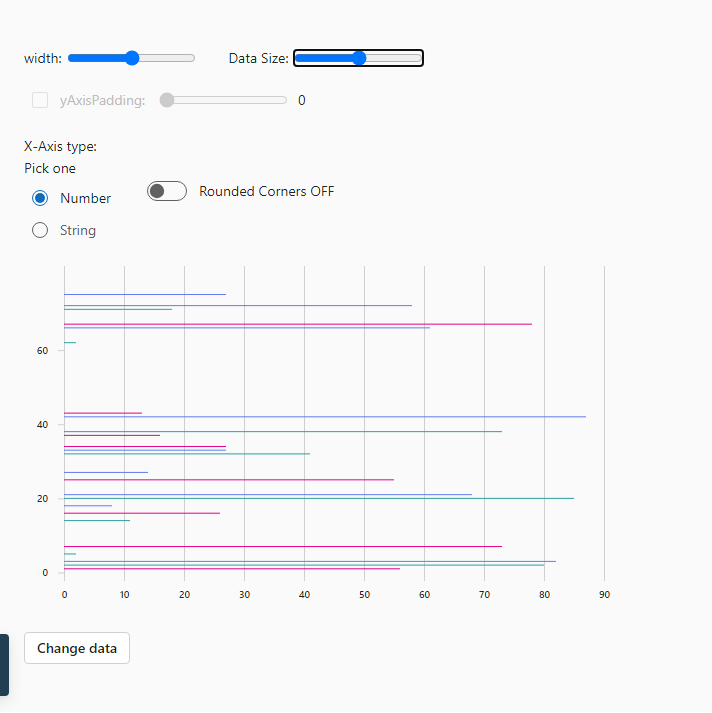 width: Data Size:
yAxisPadding: 0
X-Axis type:
Pick one
Number Rounded Corners OFF
String
60
40
20
0
0 10 20 30 40 50 60 70 80 90
Change data